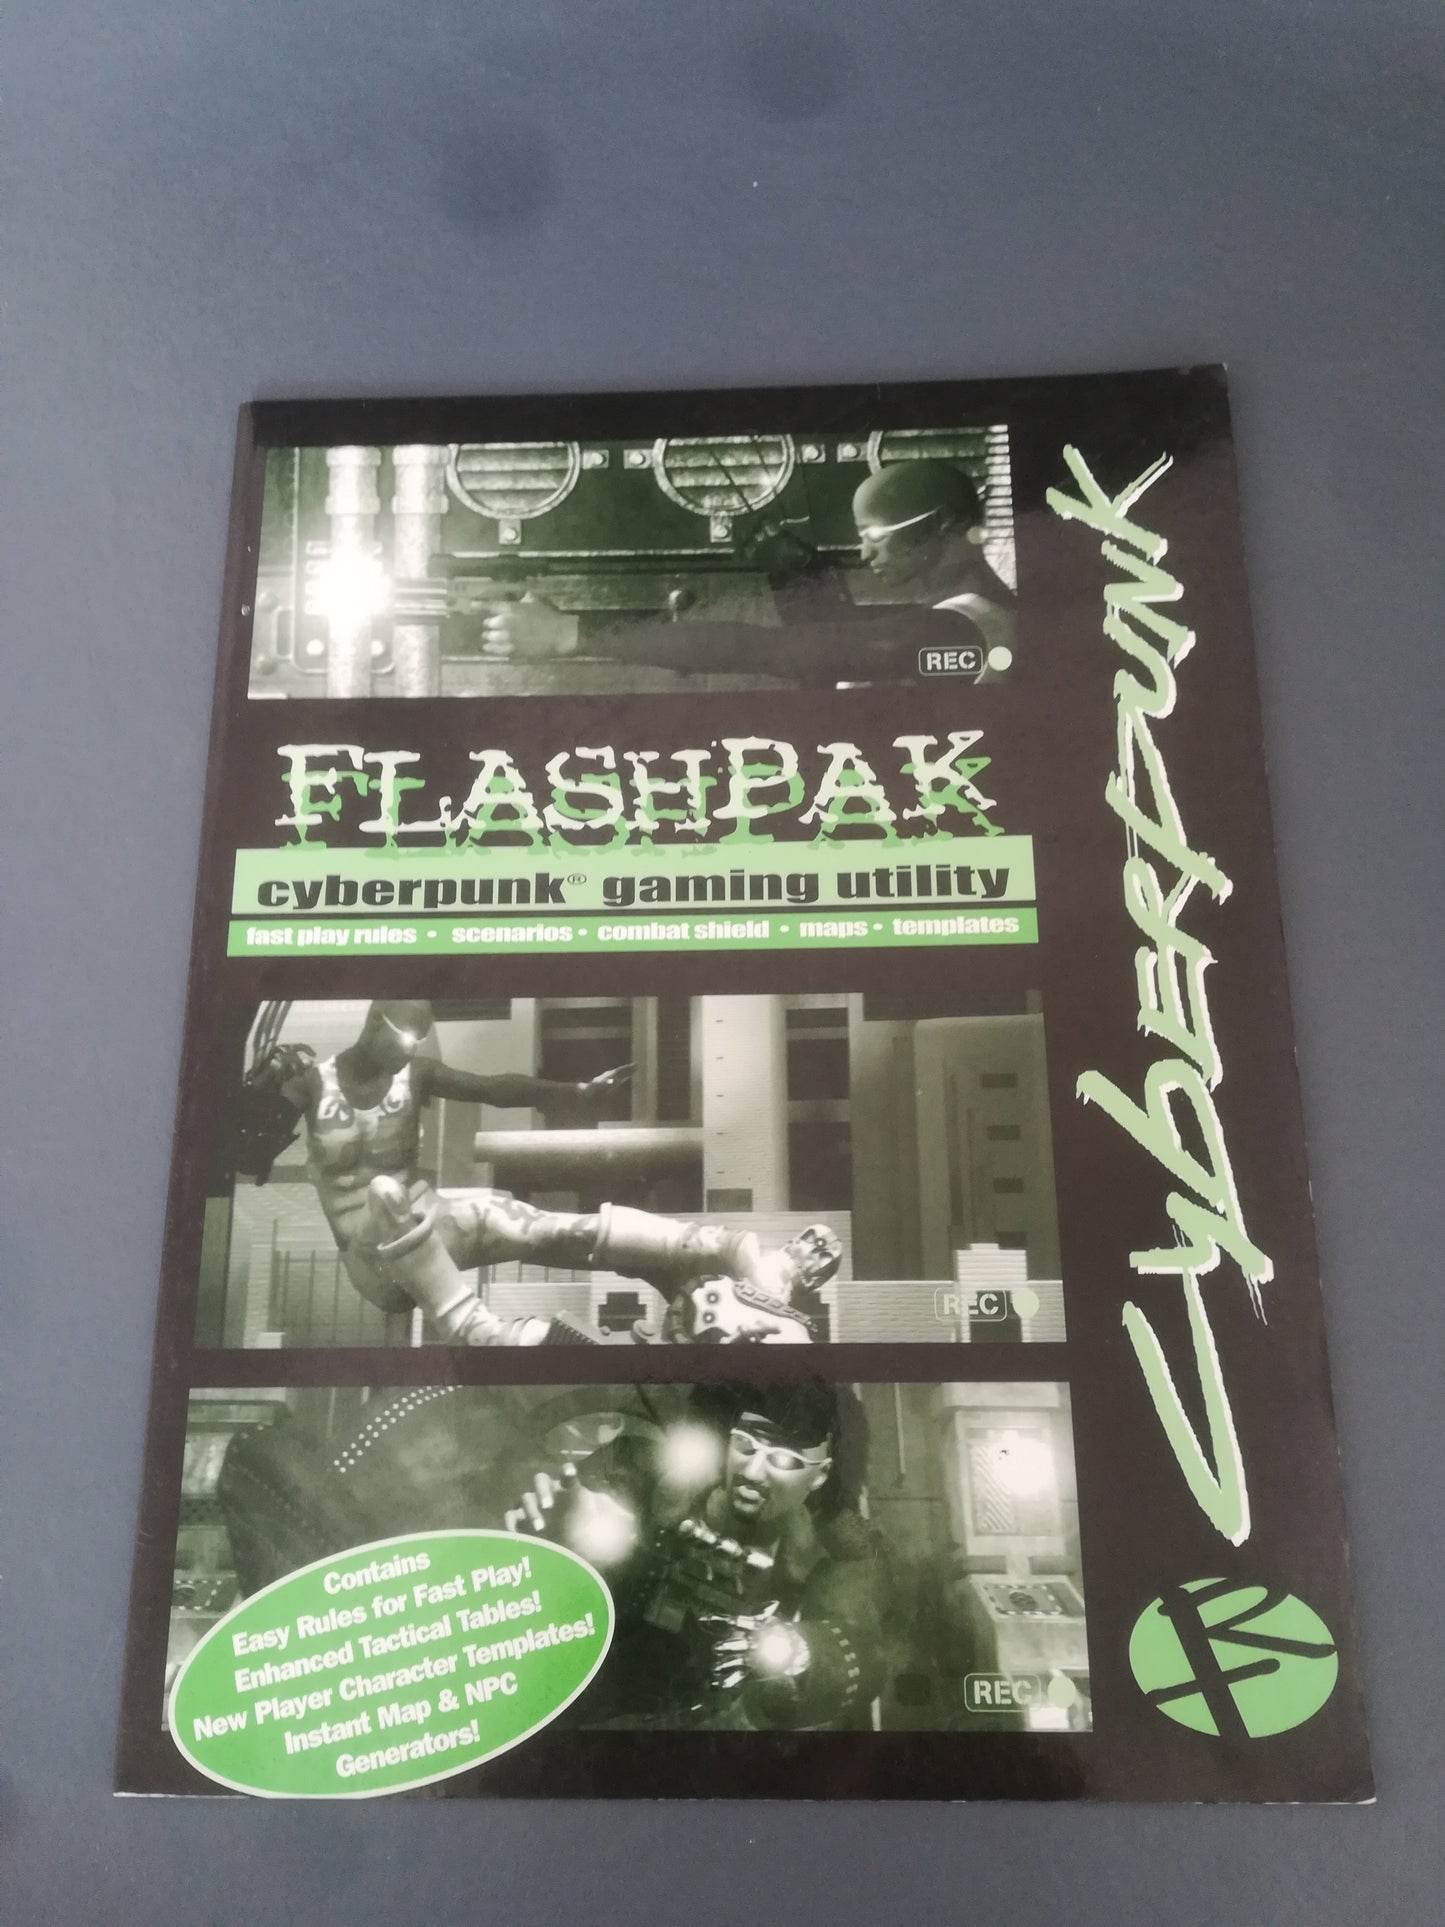 REC
FLASHPAK
cyberpunk® gaming utility
fast play rules • scenarios • combat shield • maps • templates
REC
REC
Contains
Easy Rules for Fast Play!
Enhanced Tactical Tables!
New Player Character Templates!
Instant Map & NPC
Generators!
CYBERPUNK